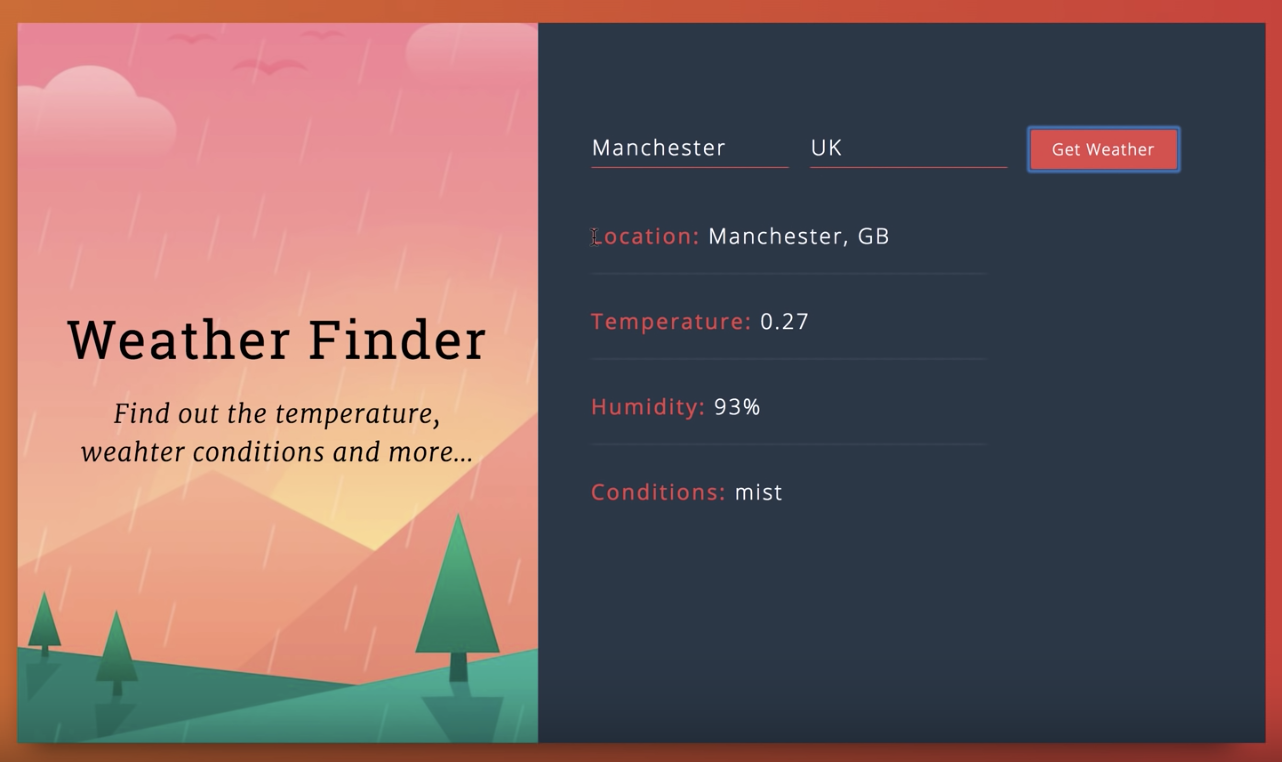 Weather Finder
Find out the temperature,
weahter conditions and more...
Manchester UK Get Weather
Location: Manchester, GB
Temperature: 0.27
Humidity: 93%
Conditions: mist